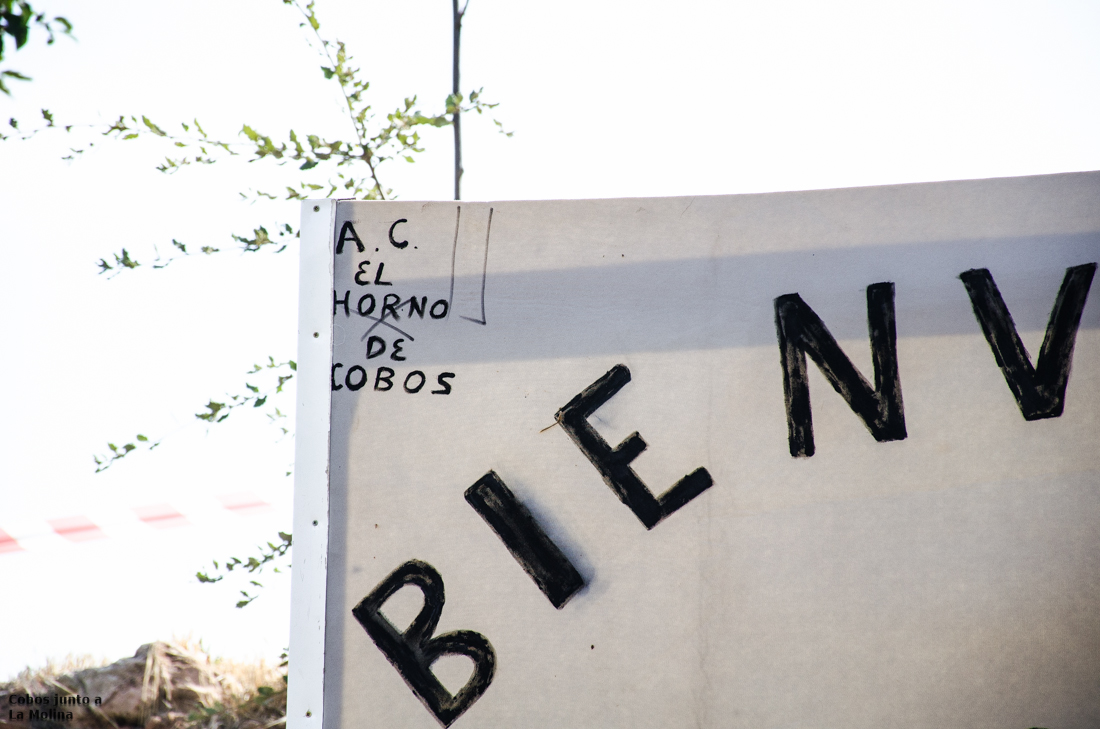 A.C.
EL
HORNO
DE
COBOS
BIENV
Cobos junto a
La Molina